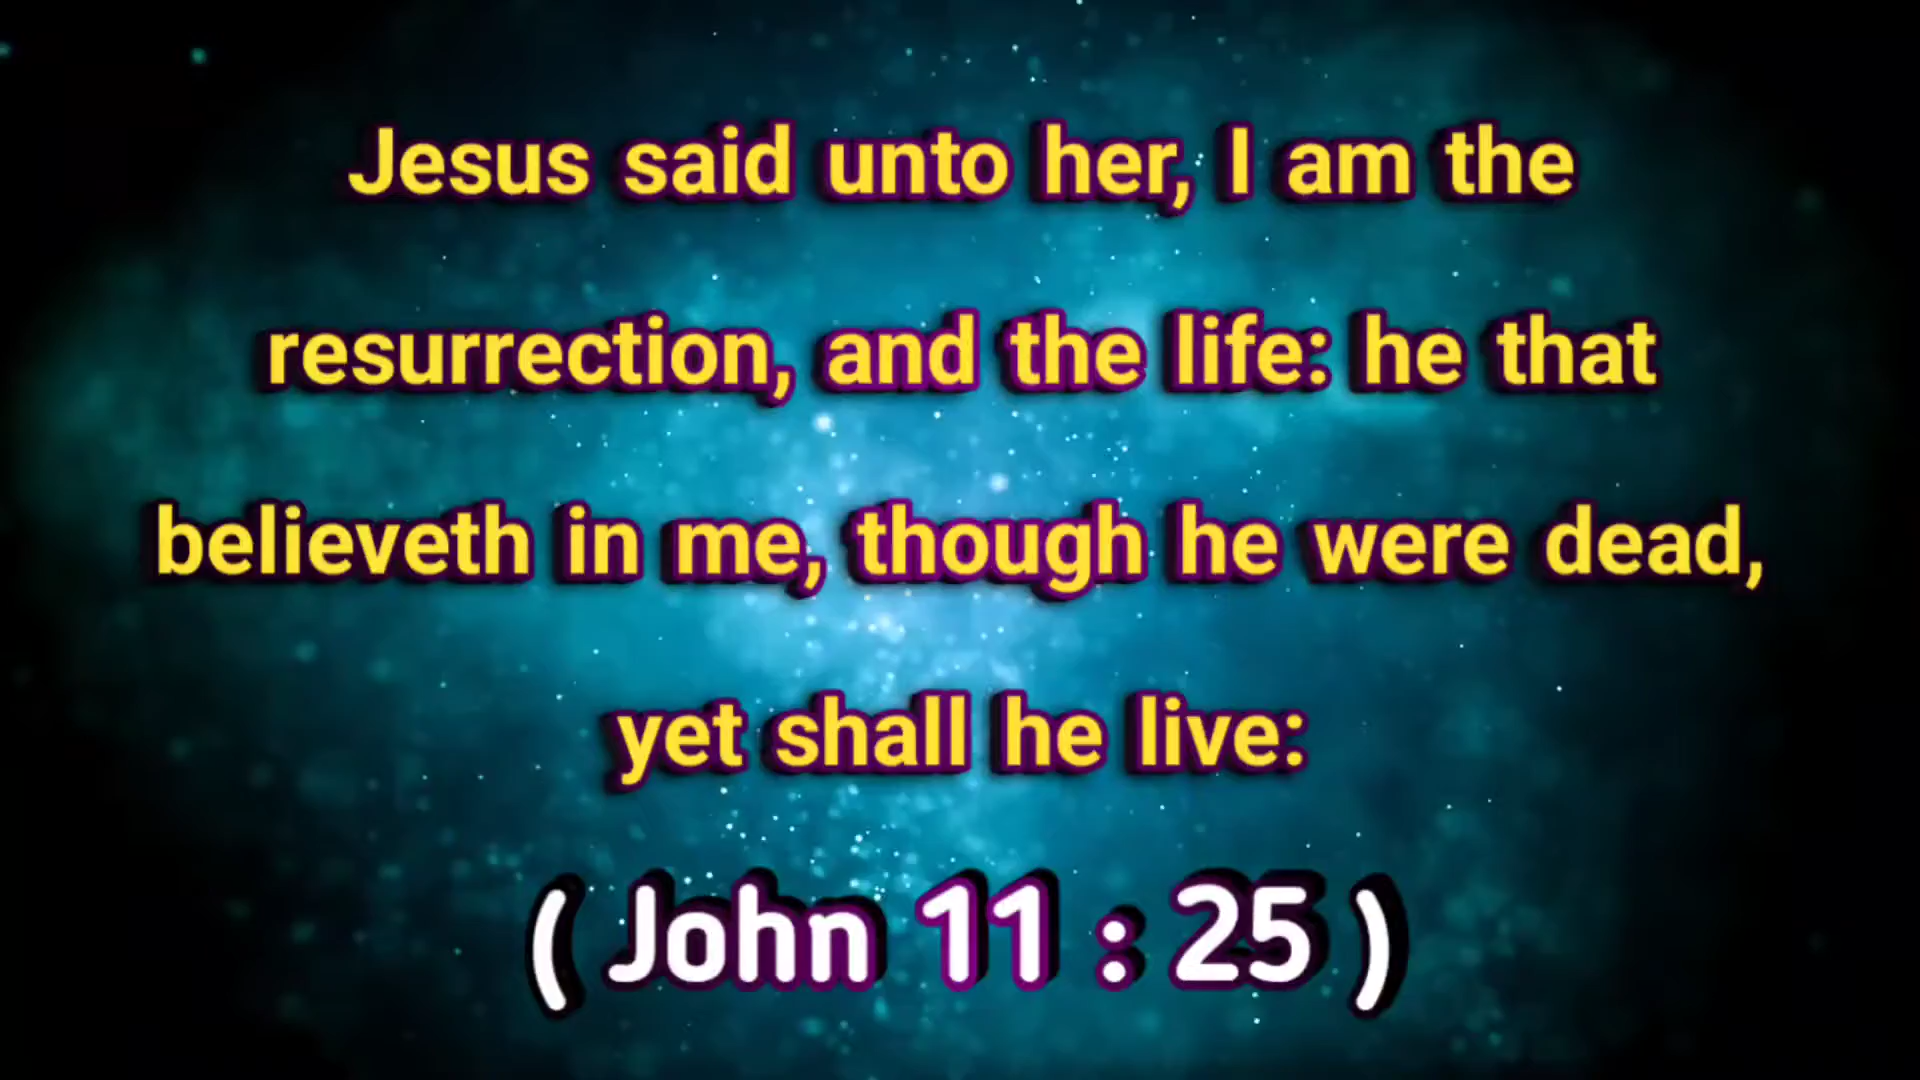 Jesus said unto her, I am the
resurrection, and the life: he that
believeth in me, though he were dead,
yet shall he live:
( John 11 : 25 )